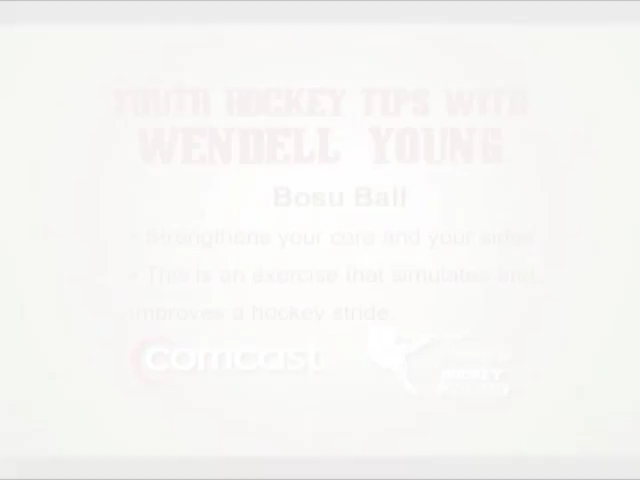 YOUTH HOCKEY TIPS WITH
WENDELL YOUNG
Bosu Ball
• Strengthens your core and your sides
• This is an exercise that simulates and
improves a hockey stride.
comcast
HOCKEY